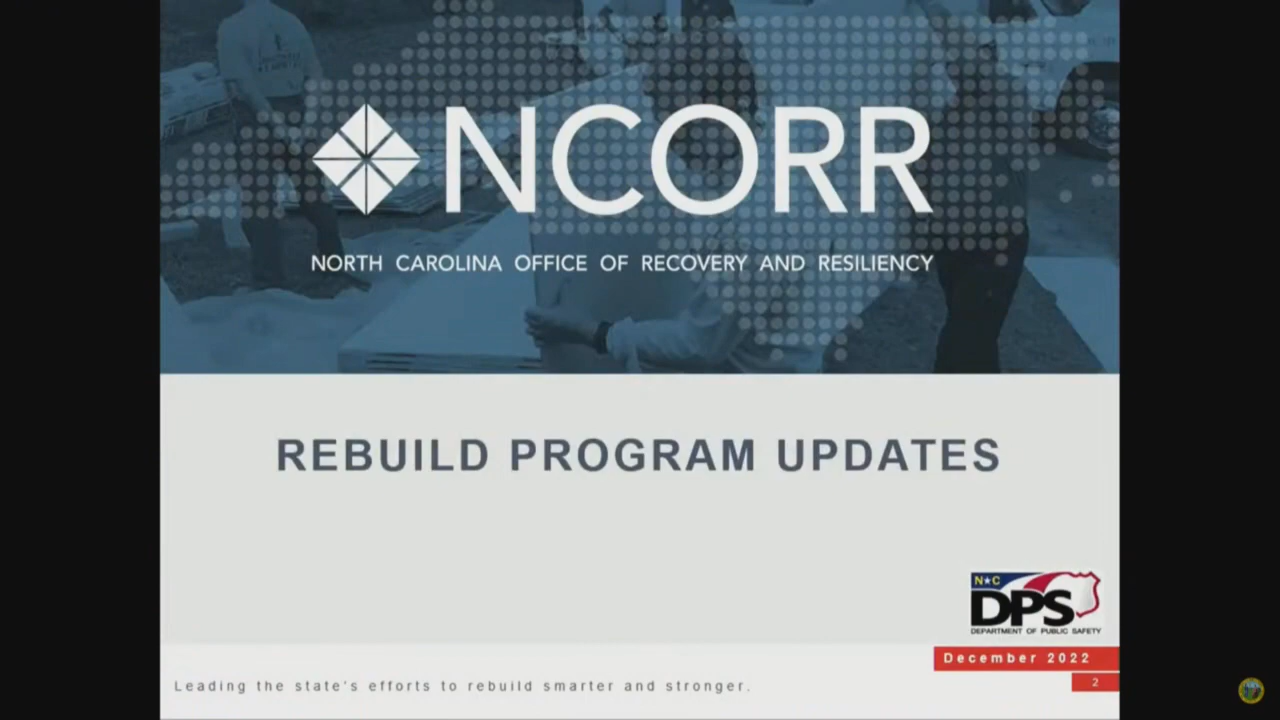 NCORR
NORTH CAROLINA OFFICE OF RECOVERY AND RESILIENCY
REBUILD PROGRAM UPDATES
N★C
DPS
DEPARTMENT OF PUBLIC SAFETY
December 2022
2
Leading the state's efforts to rebuild smarter and stronger.